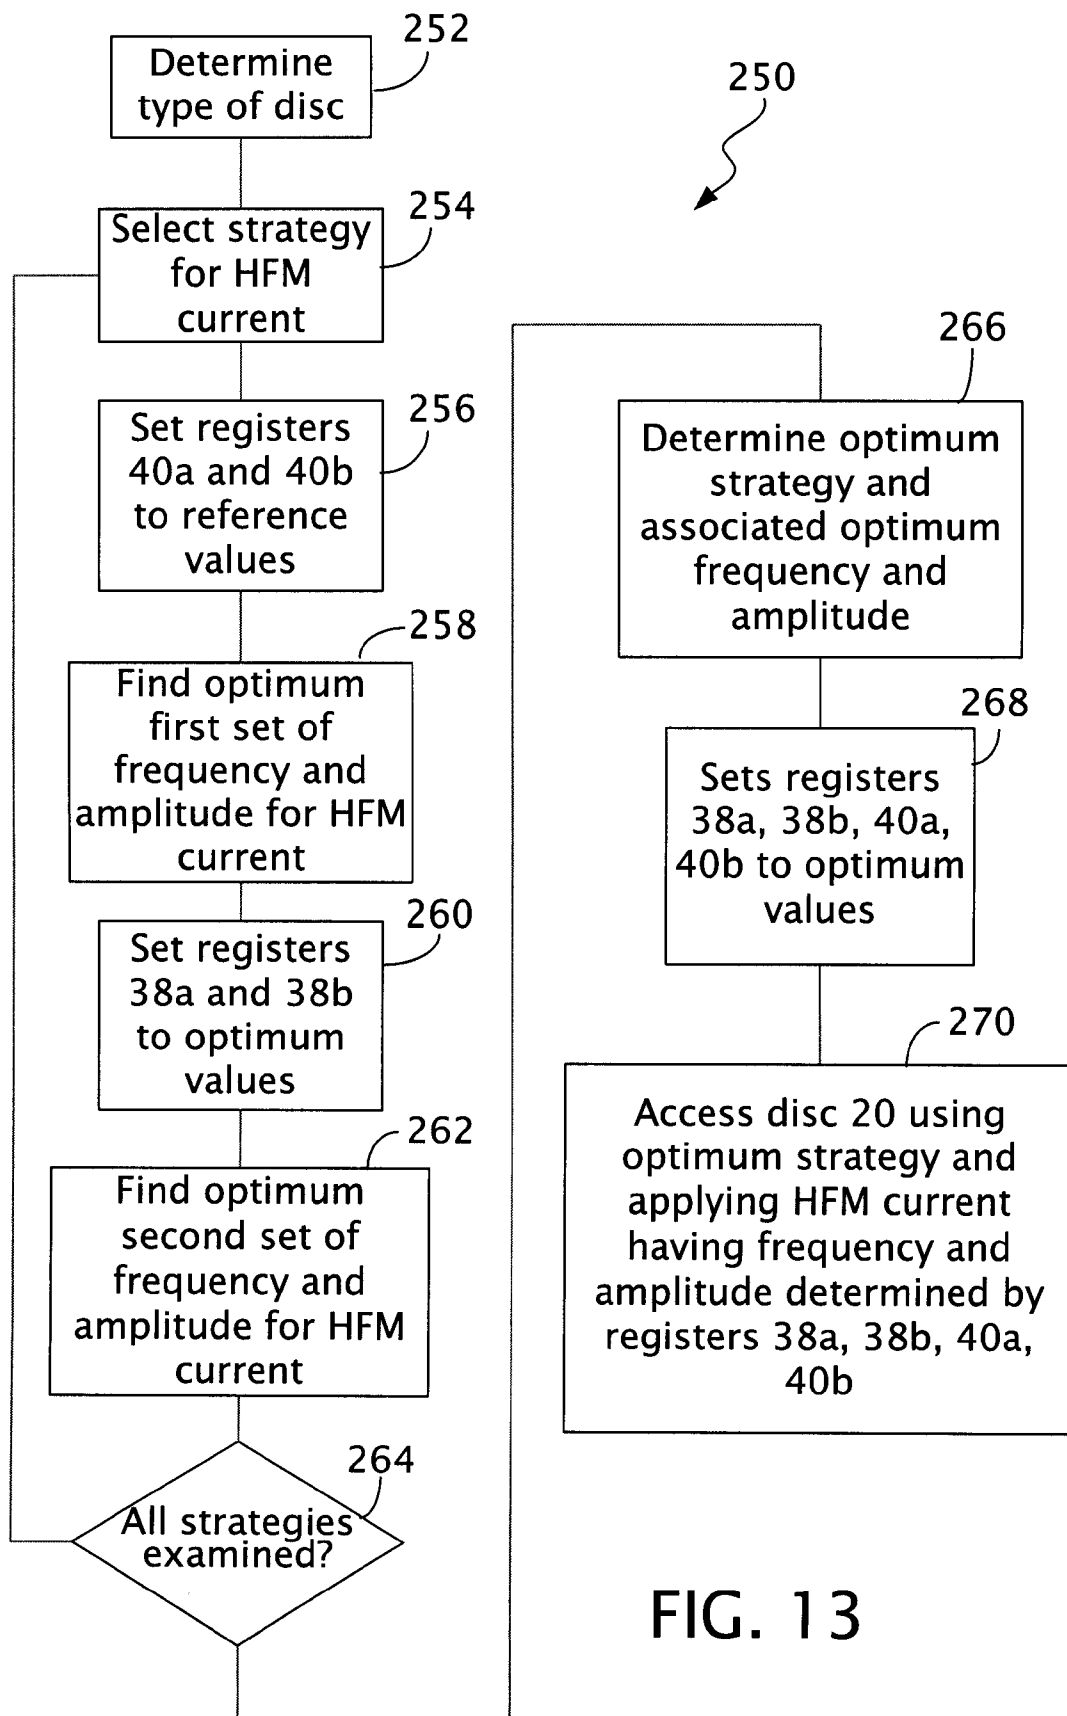 252
Determine
type of disc
250
254
Select strategy
for HFM
current
256
Set registers
40a and 40b
to reference
values
258
Find optimum
first set of
frequency and
amplitude for HFM
current
260
Set registers
38a and 38b
to optimum
values
262
Find optimum
second set of
frequency and
amplitude for HFM
current
264
All strategies
examined?
266
Determine optimum
strategy and
associated optimum
frequency and
amplitude
268
Sets registers
38a, 38b, 40a,
40b to optimum
values
270
Access disc 20 using
optimum strategy and
applying HFM current
having frequency and
amplitude determined by
registers 38a, 38b, 40a,
40b
FIG. 13